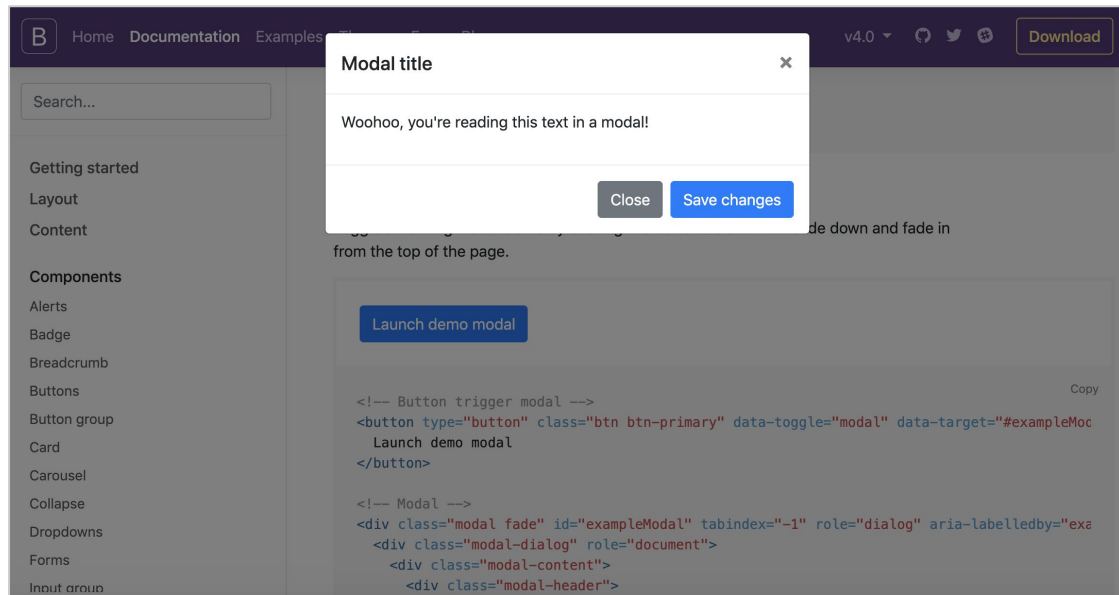 B Home Documentation Examples v4.0 Download
Modal title ×
Woohoo, you're reading this text in a modal!
Close Save changes
Search...
Getting started
Layout
Content
Components
Alerts
Badge
Breadcrumb
Buttons
Button group
Card
Carousel
Collapse
Dropdowns
Forms
Input group
down and fade in
from the top of the page.
Launch demo modal
Copy
<!-- Button trigger modal -->
<button type="button" class="btn btn-primary" data-toggle="modal" data-target="#exampleMod
Launch demo modal
</button>
<!-- Modal -->
<div class="modal fade" id="exampleModal" tabindex="-1" role="dialog" aria-labelledby="exa
<div class="modal-dialog" role="document">
<div class="modal-content">
<div class="modal-header">